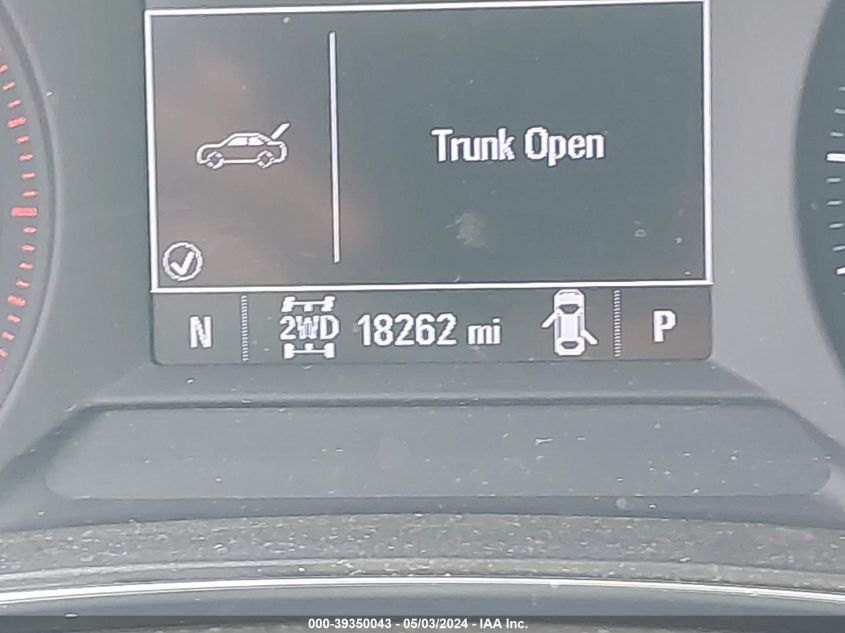 Trunk Open
N 2WD 18262 mi P
000-39350043 - 05/03/2024 - IAA Inc.